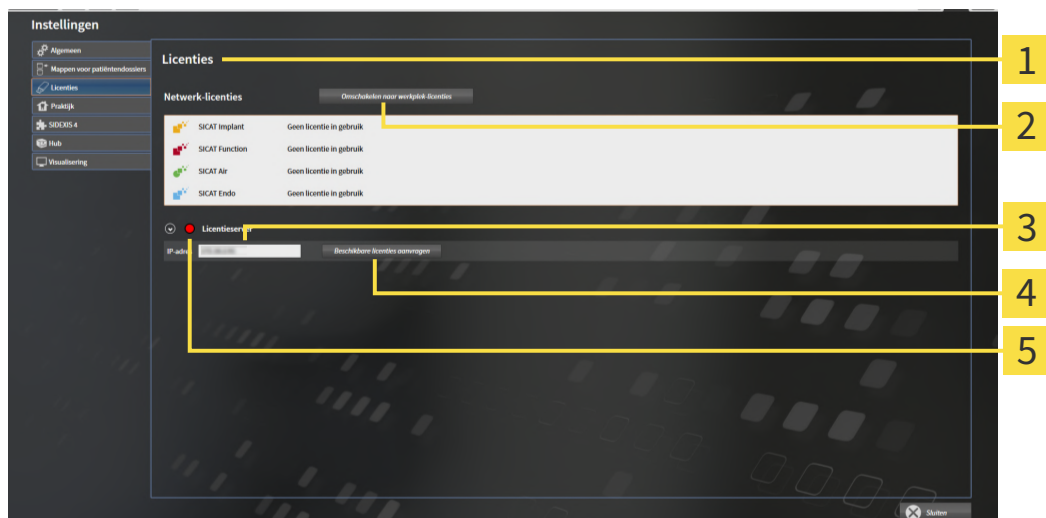 Instellingen
Algemeen
Mappen voor patiëntendossiers
Licenties
Praktijk
SIDEXIS 4
Hub
Visualisering
Licenties
Netwerk-licenties
Omschakelen naar werkplek-licenties
SICAT Implant Geen licentie in gebruik
SICAT Function Geen licentie in gebruik
SICAT Air Geen licentie in gebruik
SICAT Endo Geen licentie in gebruik
Licentieserver
IP-adres
Beschikbare licenties aanvragen
Sluiten
1
2
3
4
5